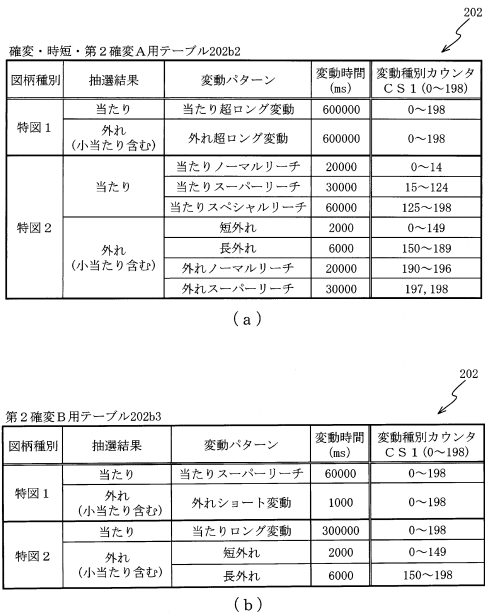 202
確変・時短・第２確変Ａ用テーブル202b2
図柄種別 抽選結果 変動パターン 変動時間(ms) 変動種別カウンタＣＳ１(0～198)
特図１ 当たり 当たり超ロング変動 600000 0～198
外れ(小当たり含む) 外れ超ロング変動 600000 0～198
特図２ 当たり 当たりノーマルリーチ 20000 0～14
当たりスーパーリーチ 30000 15～124
当たりスペシャルリーチ 60000 125～198
外れ(小当たり含む) 短外れ 2000 0～149
長外れ 6000 150～189
外れノーマルリーチ 20000 190～196
外れスーパーリーチ 30000 197,198
(a)
202
第２確変Ｂ用テーブル202b3
図柄種別 抽選結果 変動パターン 変動時間(ms) 変動種別カウンタＣＳ１(0～198)
特図１ 当たり 当たりスーパーリーチ 60000 0～198
外れ(小当たり含む) 外れショート変動 1000 0～198
特図２ 当たり 当たりロング変動 300000 0～198
外れ(小当たり含む) 短外れ 2000 0～149
長外れ 6000 150～198
(b)